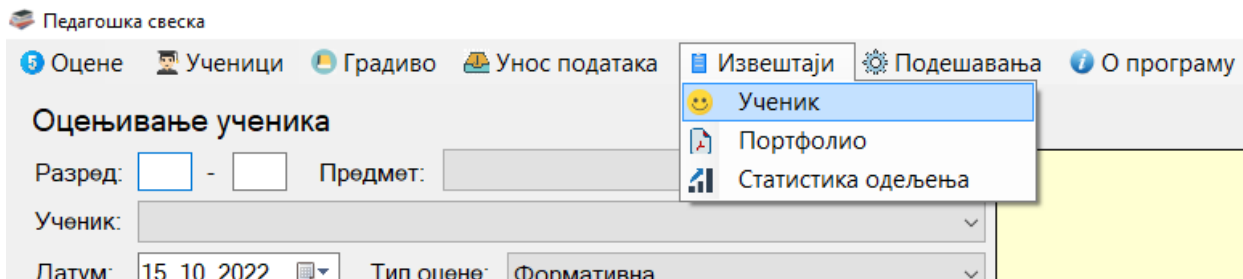 Педагошка свеска
5 Оцене Ученици Градиво Унос података Извештаји Подешавања О програму
Ученик
Оцењивање ученика
Портфолио
Разред: - Предмет:
Статистика одељења
Ученик:
Датум: 15. 10. 2022. Тип оцене: Формативна